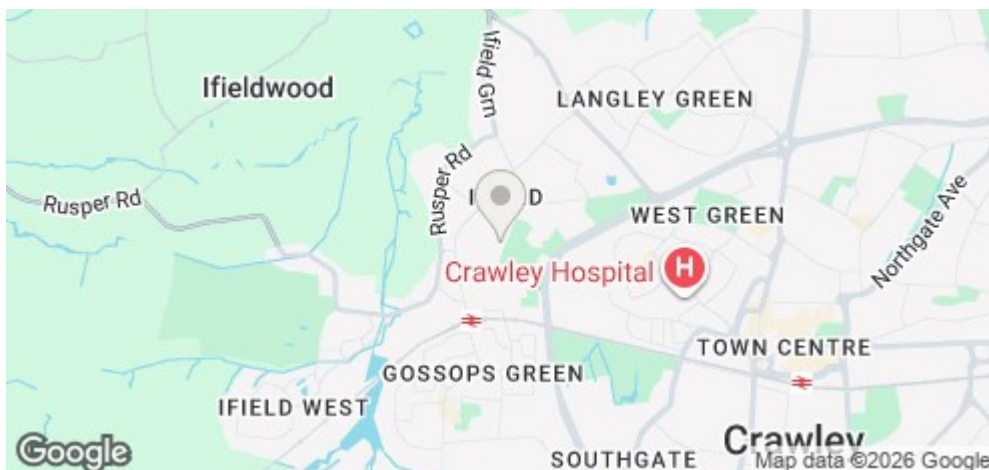 Ifield Grn
Ifieldwood
LANGLEY GREEN
Rusper Rd
Rusper Rd
WEST GREEN
Northgate Ave
Crawley Hospital
H
TOWN CENTRE
GOSSOPS GREEN
IFIELD WEST
Crawley
SOUTHGATE
Google
Map data ©2026 Google